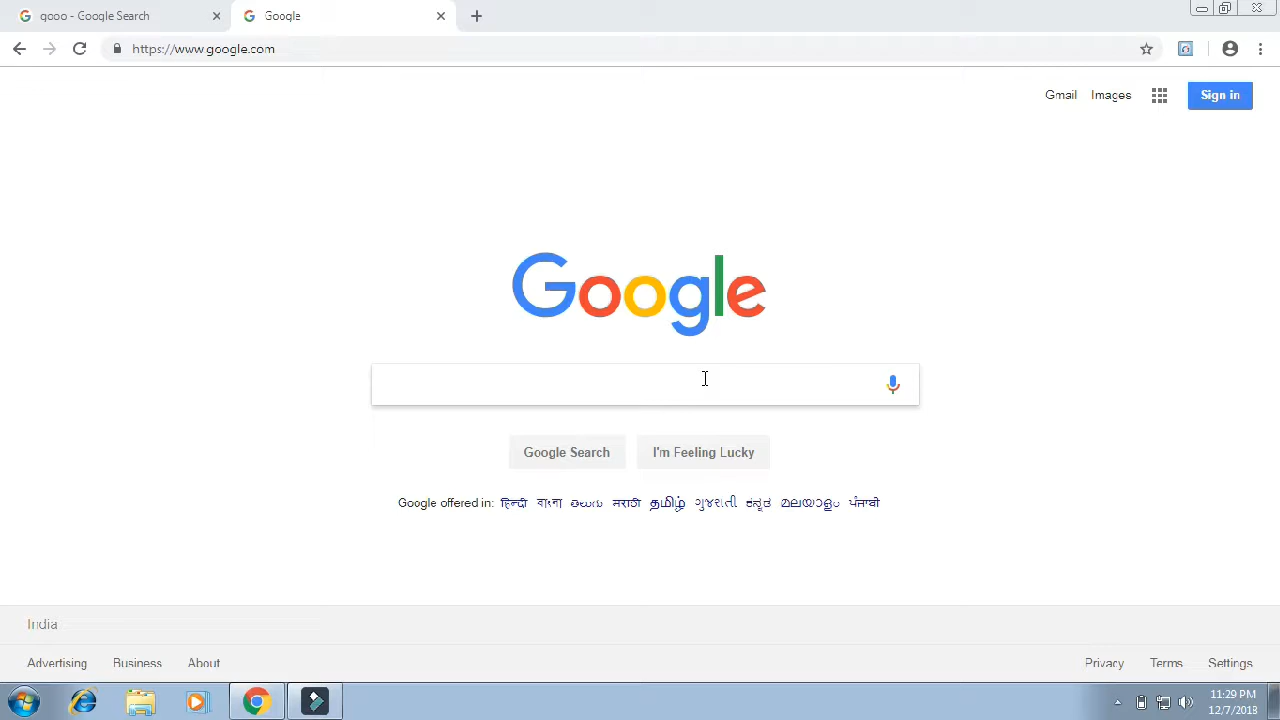 gooo - Google Search
Google
https://www.google.com
Gmail Images
Sign in
Google
Google Search
I'm Feeling Lucky
Google offered in: हिन्दी বাংলা తెలుగు मराठी தமிழ் ગુજરાતી ಕನ್ನಡ മലയാളം ਪੰਜਾਬੀ
India
Advertising Business About
Privacy Terms Settings
11:29 PM
12/7/2018